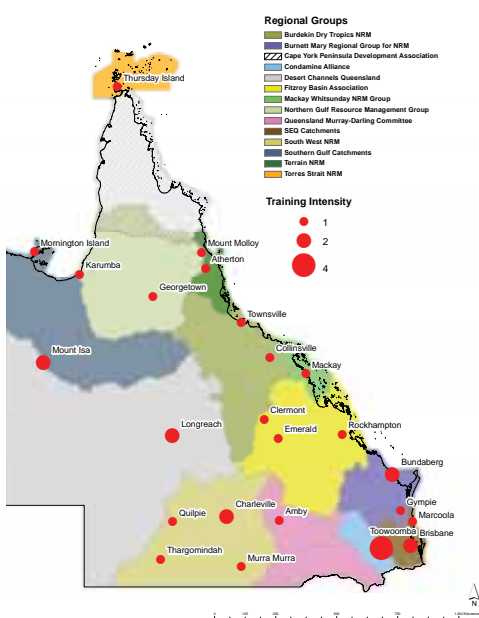 Regional Groups
Burdekin Dry Tropics NRM
Burnett Mary Regional Group for NRM
Cape York Peninsula Development Association
Condamine Alliance
Desert Channels Queensland
Fitzroy Basin Association
Mackay Whitsunday NRM Group
Northern Gulf Resource Management Group
Queensland Murray-Darling Committee
SEQ Catchments
South West NRM
Southern Gulf Catchments
Terrain NRM
Torres Strait NRM
Training Intensity
1
2
4
Thursday Island
Mornington Island
Karumba
Mount Molloy
Atherton
Georgetown
Townsville
Collinsville
Mount Isa
Mackay
Clermont
Longreach
Emerald
Rockhampton
Bundaberg
Quilpie
Charleville
Amby
Gympie
Marcoola
Toowoomba
Brisbane
Thargomindah
Murra Murra
N